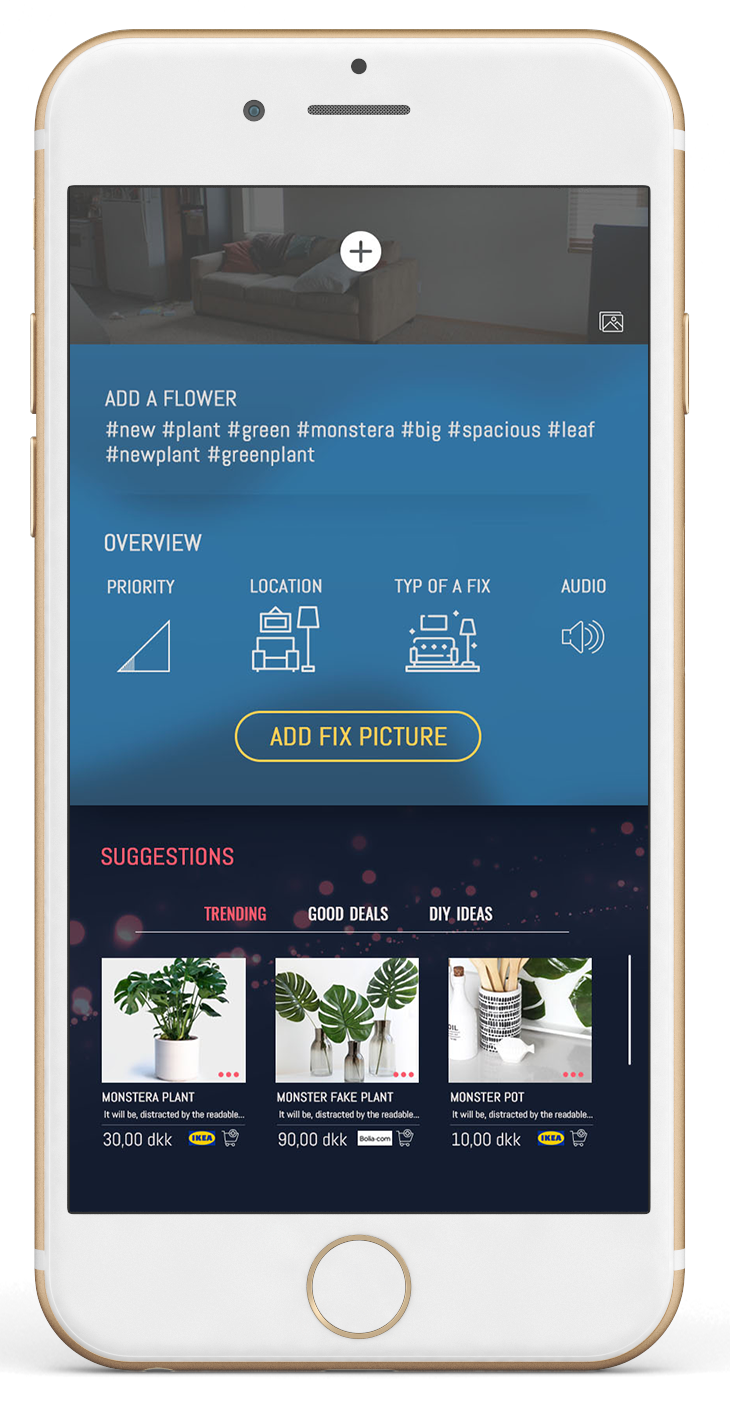 ADD A FLOWER
#new #plant #green #monstera #big #spacious #leaf
#newplant #greenplant
OVERVIEW
PRIORITY LOCATION TYP OF A FIX AUDIO
ADD FIX PICTURE
SUGGESTIONS
TRENDING GOOD DEALS DIY IDEAS
OIL
MONSTERA PLANT MONSTER FAKE PLANT MONSTER POT
It will be, distracted by the readable... It will be, distracted by the readable... It will be, distracted by the readable...
30,00 dkk IKEA 90,00 dkk Bolia.com 10,00 dkk IKEA